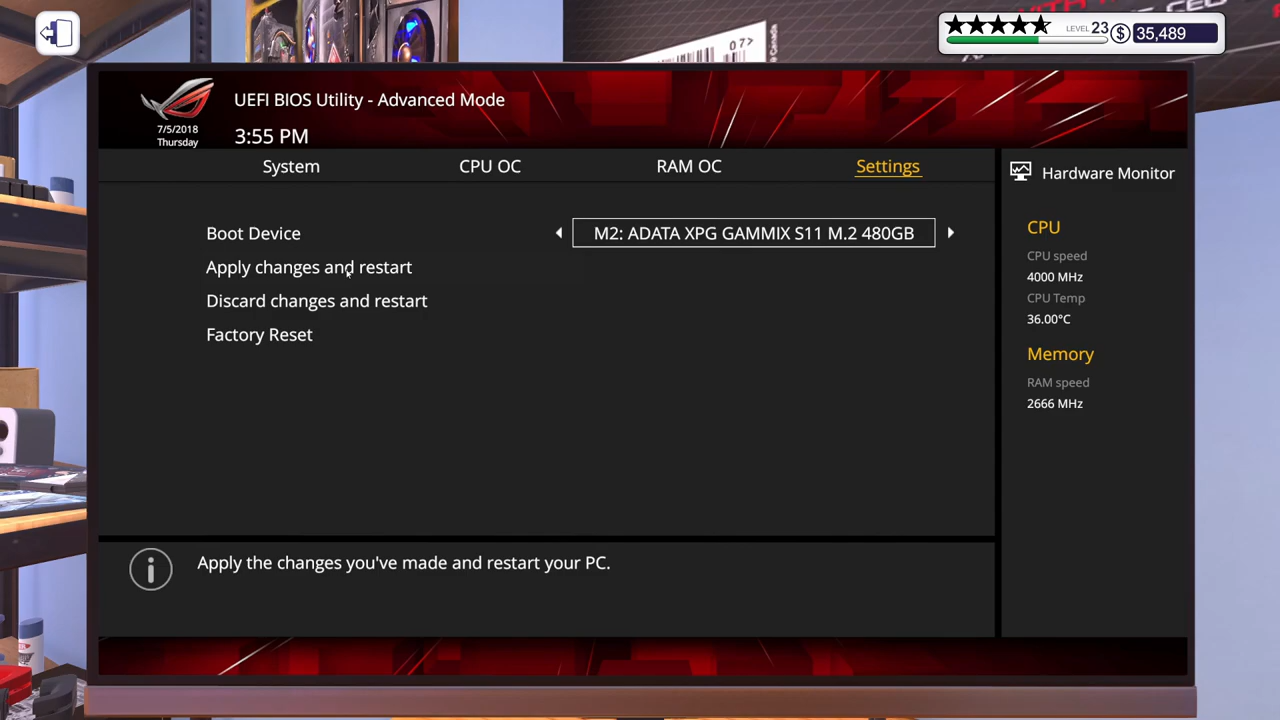 LEVEL 23
$ 35,489
07>
Canada
UEFI BIOS Utility - Advanced Mode
7/5/2018
Thursday
3:55 PM
System
CPU OC
RAM OC
Settings
Hardware Monitor
Boot Device
M2: ADATA XPG GAMMIX S11 M.2 480GB
Apply changes and restart
Discard changes and restart
Factory Reset
CPU
CPU speed
4000 MHz
CPU Temp
36.00°C
Memory
RAM speed
2666 MHz
Apply the changes you've made and restart your PC.